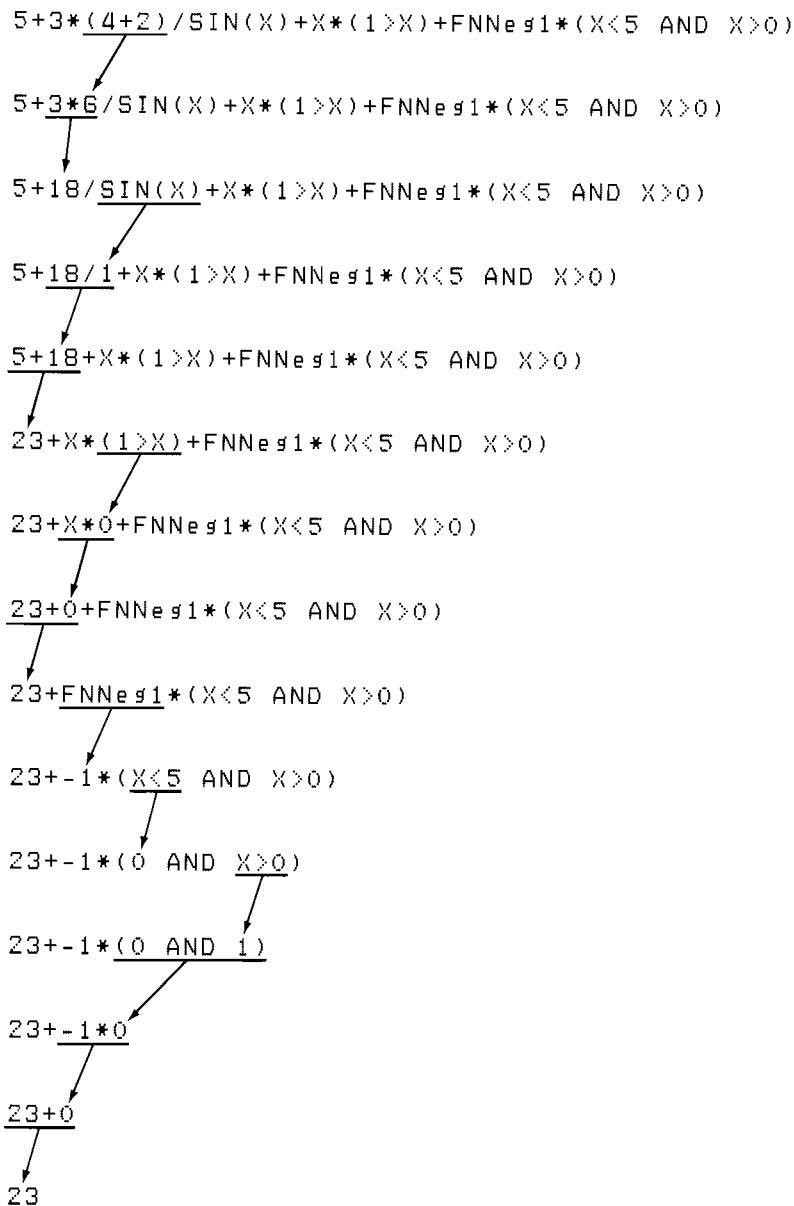 5+3*(4+2)/SIN(X)+X*(1>X)+FNNeg1*(X<5 AND X>0)
5+3*6/SIN(X)+X*(1>X)+FNNeg1*(X<5 AND X>0)
5+18/SIN(X)+X*(1>X)+FNNeg1*(X<5 AND X>0)
5+18/1+X*(1>X)+FNNeg1*(X<5 AND X>0)
5+18+X*(1>X)+FNNeg1*(X<5 AND X>0)
23+X*(1>X)+FNNeg1*(X<5 AND X>0)
23+X*0+FNNeg1*(X<5 AND X>0)
23+0+FNNeg1*(X<5 AND X>0)
23+FNNeg1*(X<5 AND X>0)
23+-1*(X<5 AND X>0)
23+-1*(0 AND X>0)
23+-1*(0 AND 1)
23+-1*0
23+0
23